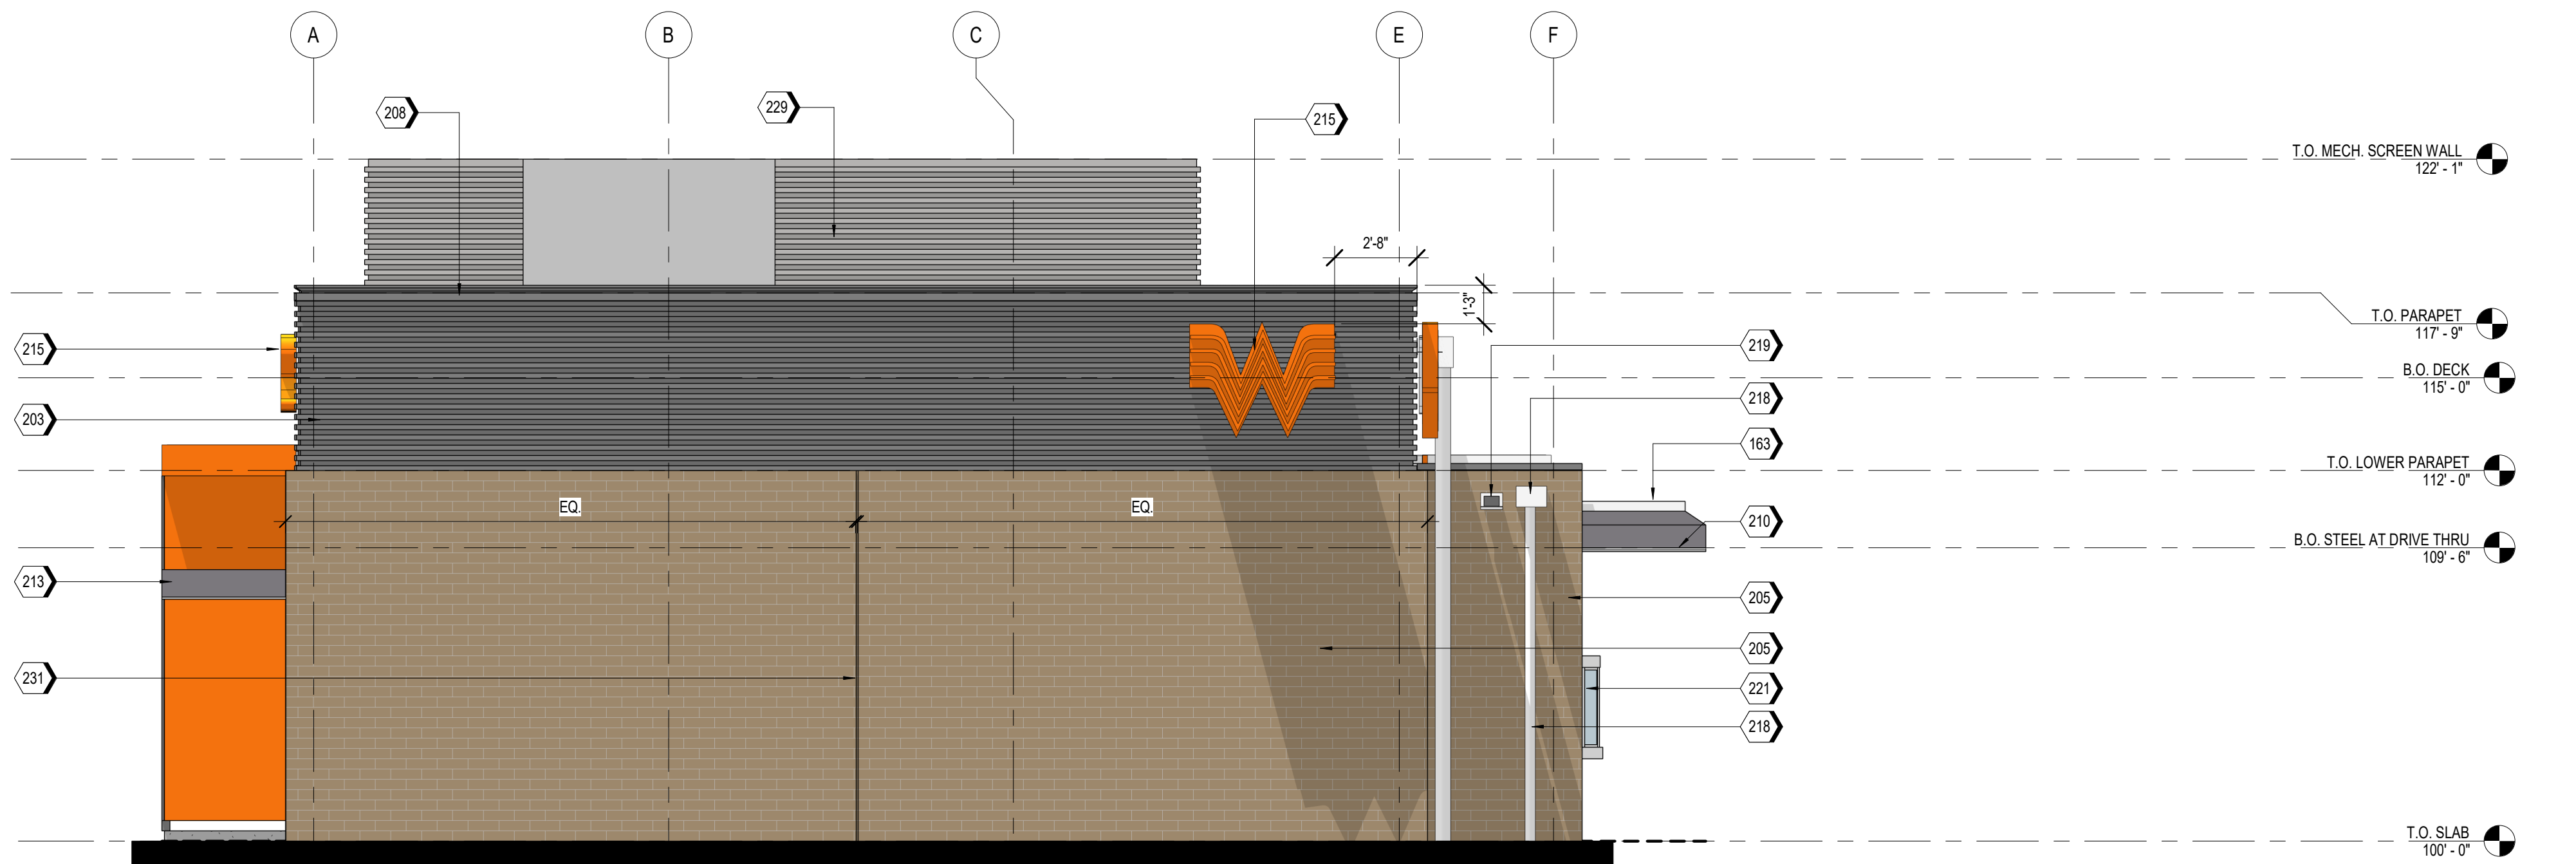 A B C E F
208
229
215
T.O. MECH. SCREEN WALL
122' - 1"
2'-8"
1'-3"
T.O. PARAPET
117' - 9"
215
219
B.O. DECK
115' - 0"
218
203
163
T.O. LOWER PARAPET
112' - 0"
EQ. EQ.
210
B.O. STEEL AT DRIVE THRU
109' - 6"
213
205
205
231
221
218
T.O. SLAB
100' - 0"